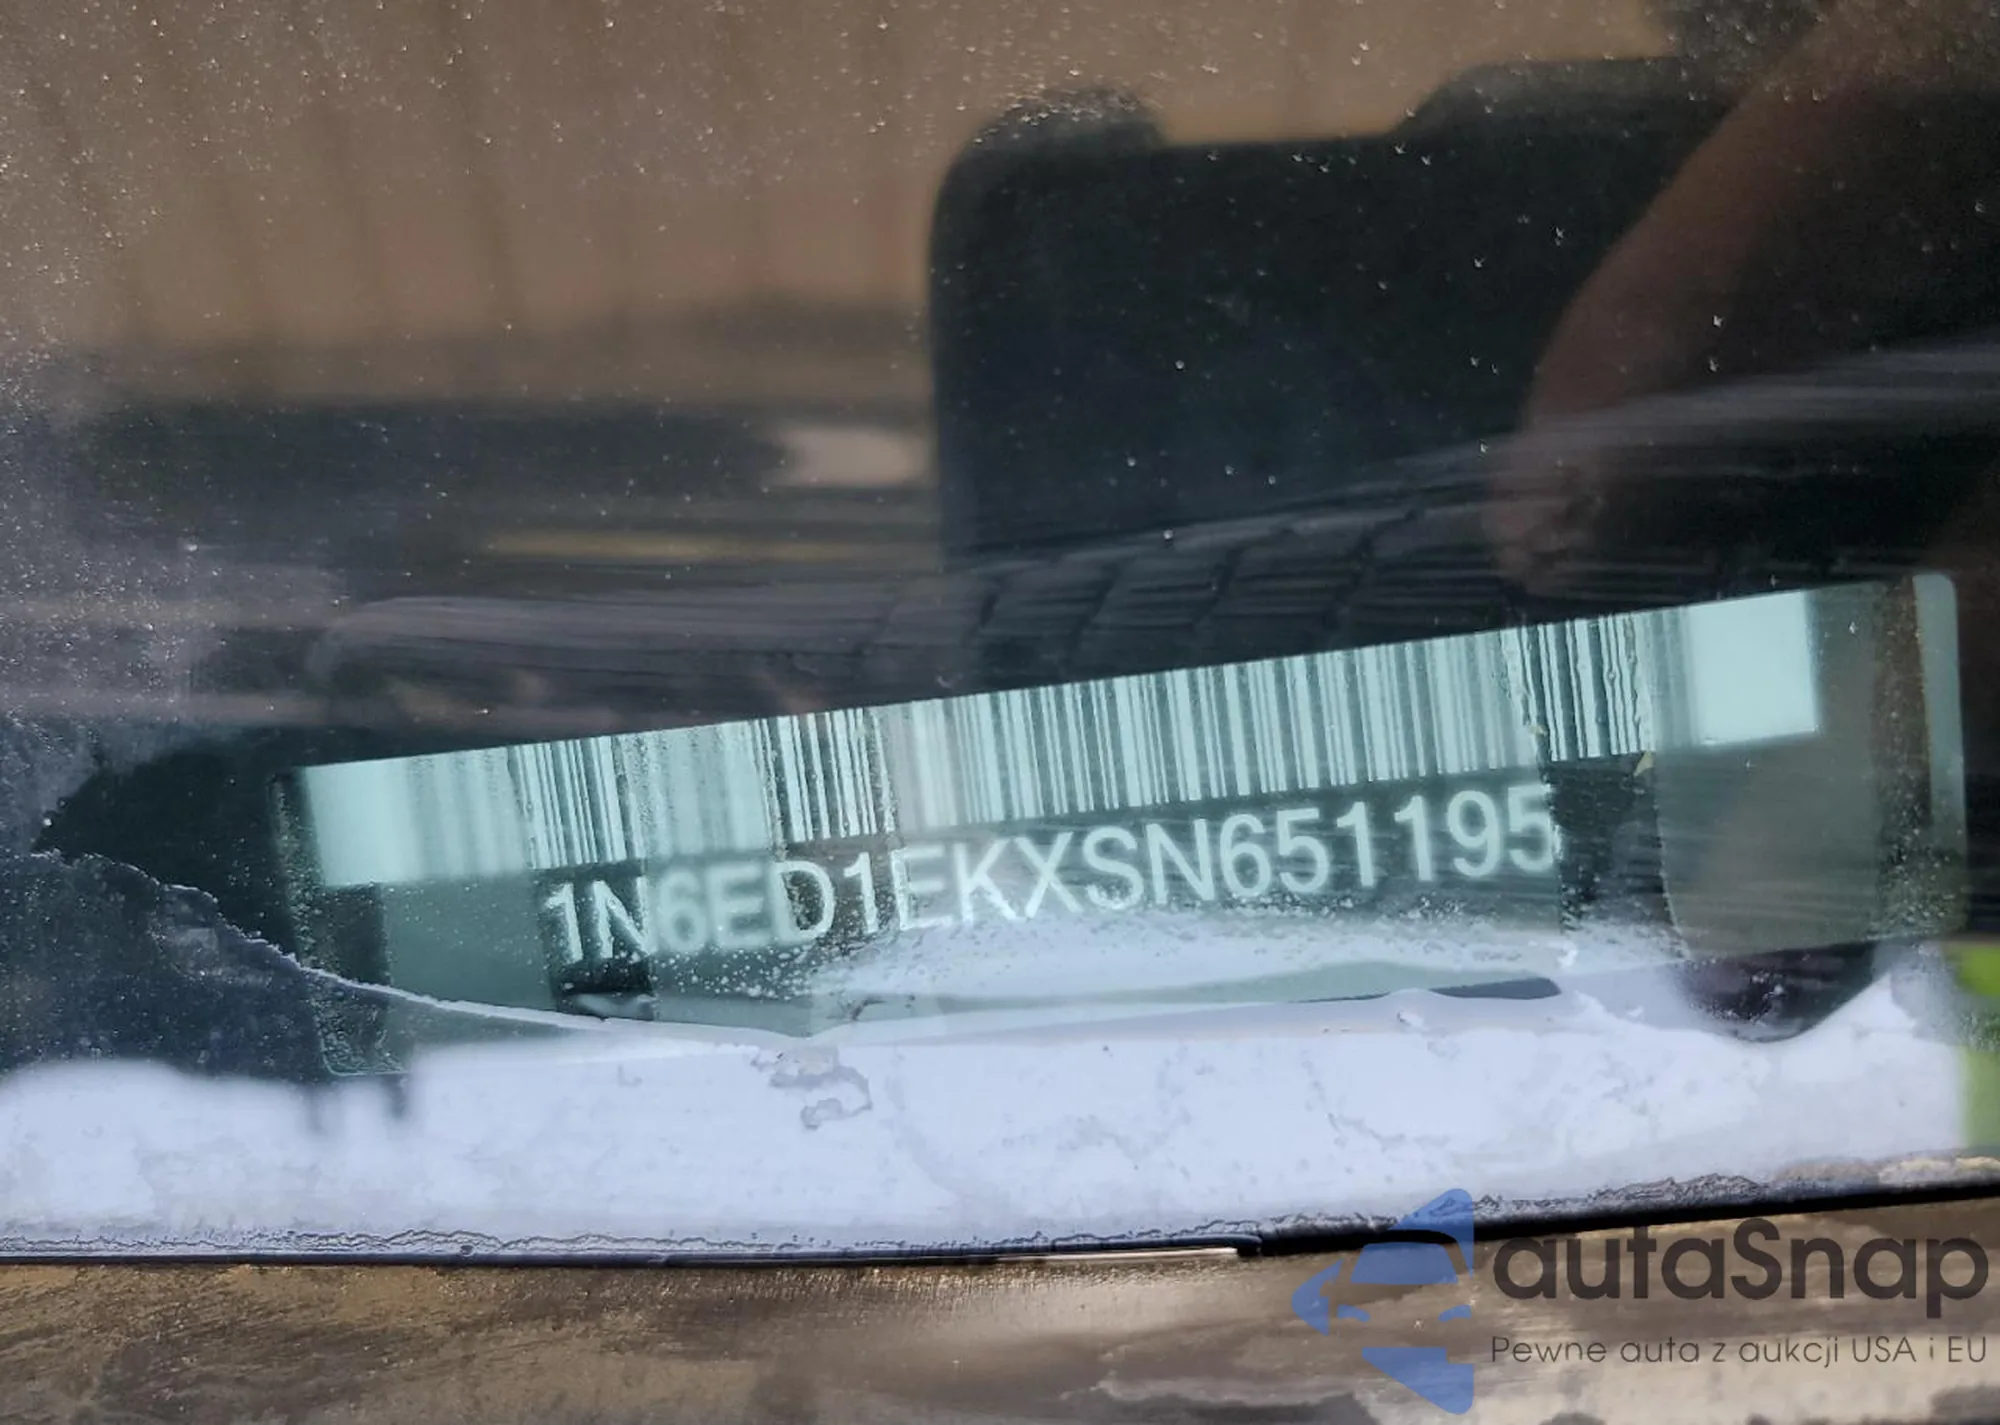 1N6ED1EKXSN651195
autaSnap
Pewne auta z aukcji USA i EU